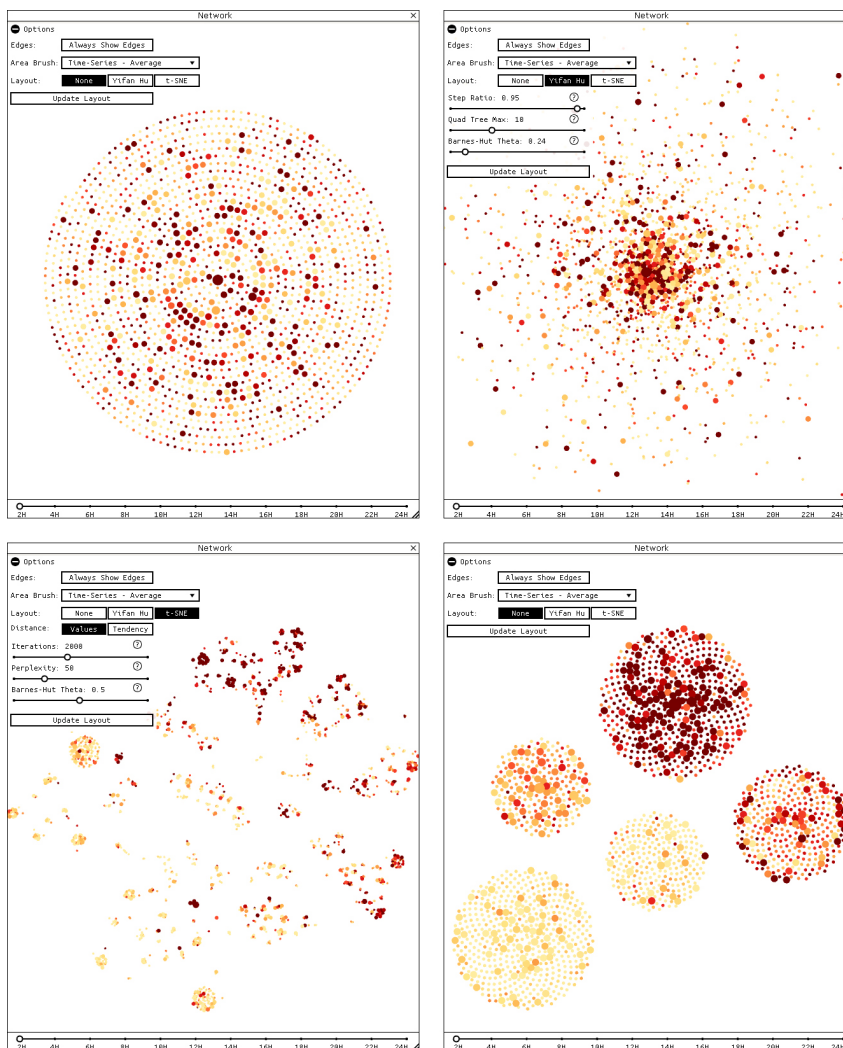 Network ×
Options
Edges: Always Show Edges
Area Brush: Time-Series - Average
Layout: None Yifan Hu t-SNE
Update Layout
2H 4H 6H 8H 10H 12H 14H 16H 18H 20H 22H 24H
Network
Options
Edges: Always Show Edges
Area Brush: Time-Series - Average
Layout: None Yifan Hu t-SNE
Step Ratio: 0.95 ?
Quad Tree Max: 10 ?
Barnes-Hut Theta: 0.24 ?
Update Layout
2H 4H 6H 8H 10H 12H 14H 16H 18H 20H 22H 24H
Network ×
Options
Edges: Always Show Edges
Area Brush: Time-Series - Average
Layout: None Yifan Hu t-SNE
Distance: Values Tendency
Iterations: 2000 ?
Perplexity: 50 ?
Barnes-Hut Theta: 0.5 ?
Update Layout
2H 4H 6H 8H 10H 12H 14H 16H 18H 20H 22H 24H
Network
Options
Edges: Always Show Edges
Area Brush: Time-Series - Average
Layout: None Yifan Hu t-SNE
Update Layout
2H 4H 6H 8H 10H 12H 14H 16H 18H 20H 22H 24H